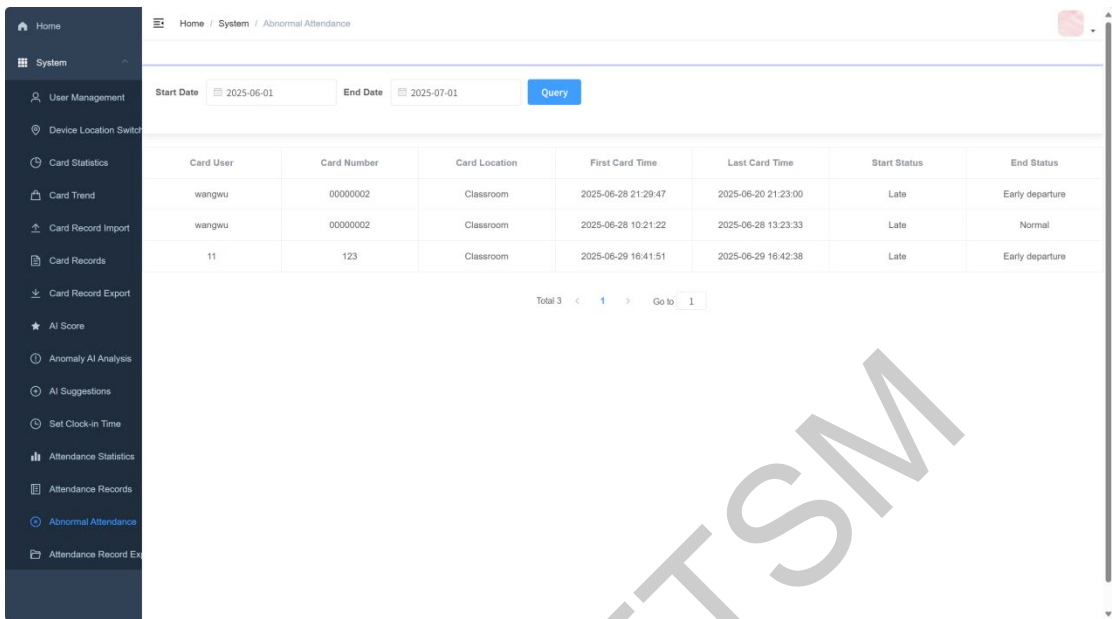 Home
Home / System / Abnormal Attendance
System
User Management
Start Date 2025-06-01 End Date 2025-07-01 Query
Device Location Switch
Card Statistics
Card User Card Number Card Location First Card Time Last Card Time Start Status End Status
Card Trend
wangwu 00000002 Classroom 2025-06-28 21:29:47 2025-06-20 21:23:00 Late Early departure
Card Record Import
wangwu 00000002 Classroom 2025-06-28 10:21:22 2025-06-28 13:23:33 Late Normal
Card Records
11 123 Classroom 2025-06-29 16:41:51 2025-06-29 16:42:38 Late Early departure
Card Record Export
Total 3 < 1 > Go to 1
AI Score
Anomaly AI Analysis
AI Suggestions
Set Clock-in Time
Attendance Statistics
Attendance Records
Abnormal Attendance
Attendance Record Ex
TSM